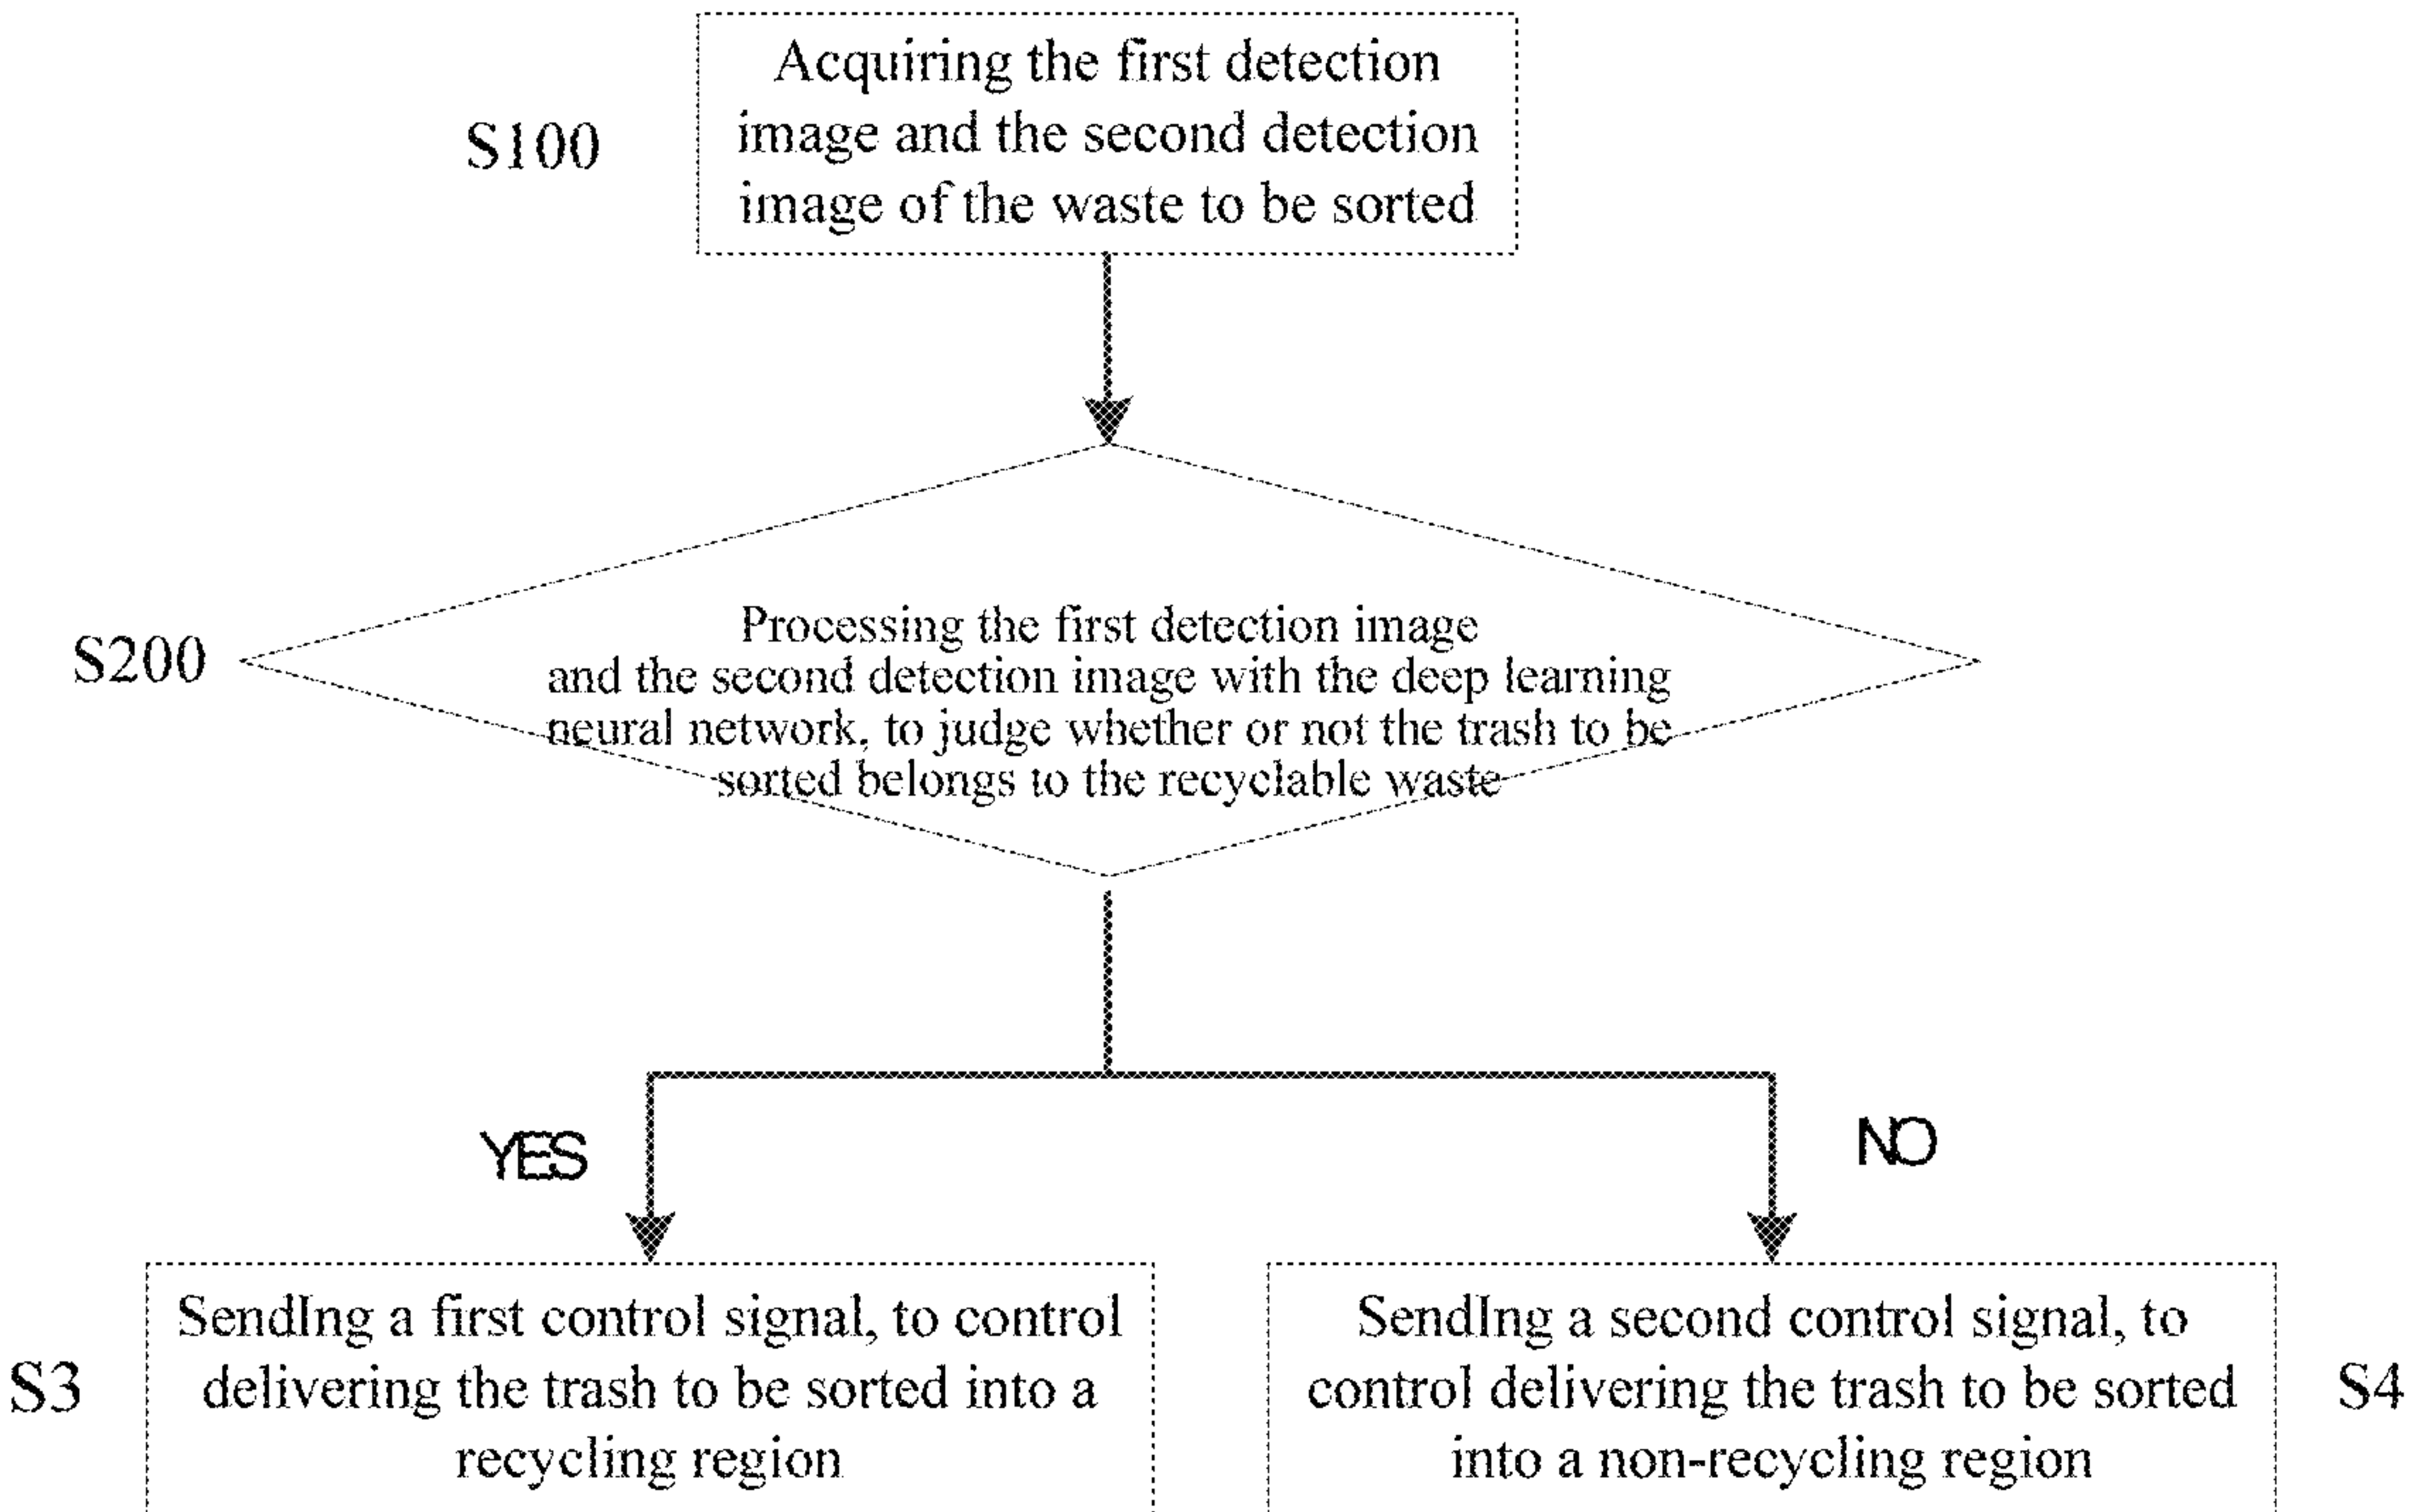 Acquiring the first detection
image and the second detection
image of the waste to be sorted
S100
Processing the first detection image
and the second detection image with the deep learning
neural network, to judge whether or not the trash to be
sorted belongs to the recyclable waste
S200
YES
NO
SendIng a first control signal, to control
delivering the trash to be sorted into a
recycling region
S3
SendIng a second control signal, to
control delivering the trash to be sorted
into a non-recycling region
S4